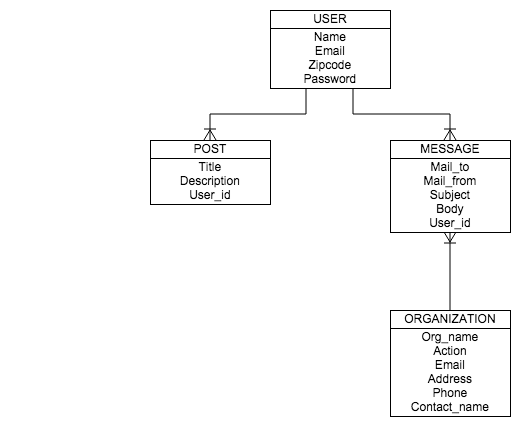 USER
Name
Email
Zipcode
Password
POST
Title
Description
User_id
MESSAGE
Mail_to
Mail_from
Subject
Body
User_id
ORGANIZATION
Org_name
Action
Email
Address
Phone
Contact_name